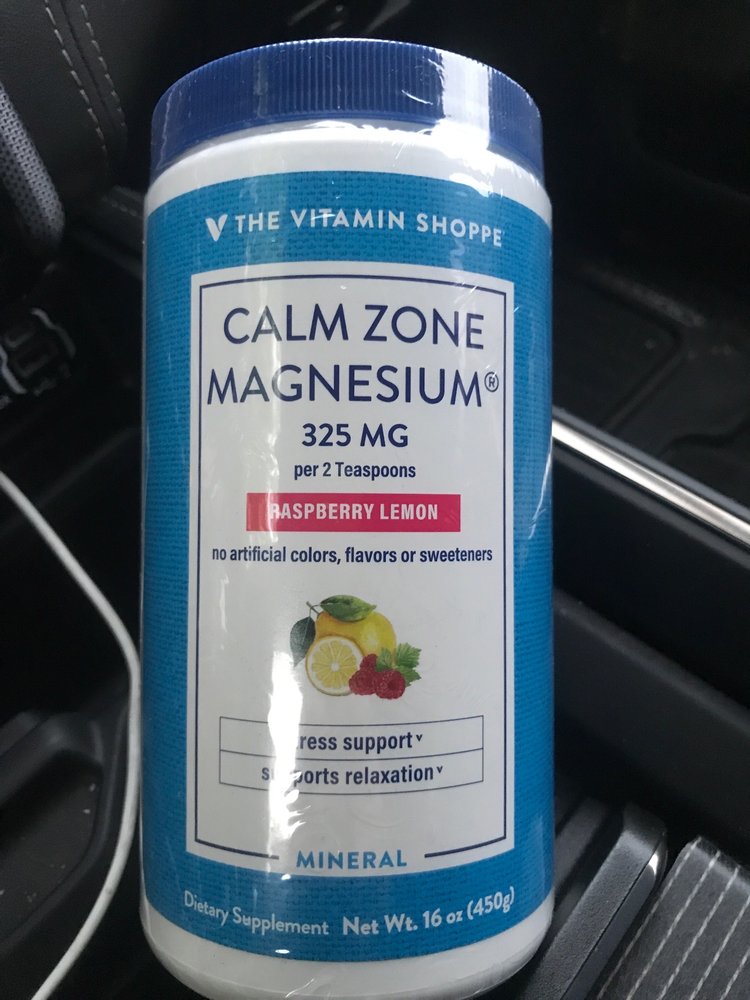 THE VITAMIN SHOPPE
CALM ZONE
MAGNESIUM®
325 MG
per 2 Teaspoons
RASPBERRY LEMON
no artificial colors, flavors or sweeteners
support ᵛ
relaxation ᵛ
MINERAL
Dietary Supplement Net Wt. 16 oz (450g)